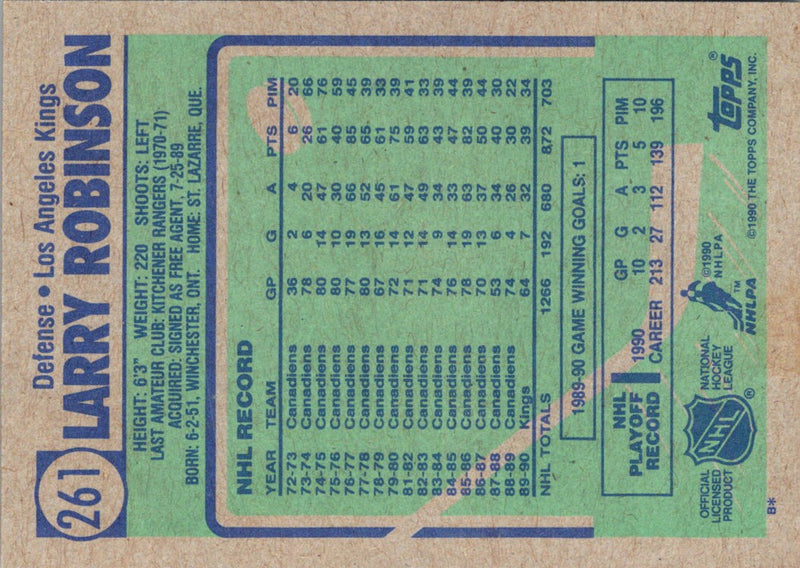 261
Defense • Los Angeles Kings
LARRY ROBINSON
HEIGHT: 6'3" WEIGHT: 220 SHOOTS: LEFT
LAST AMATEUR CLUB: KITCHENER RANGERS (1970-71)
ACQUIRED: SIGNED AS FREE AGENT, 7-25-89
BORN: 6-2-51, WINCHESTER, ONT. HOME: ST. LAZARRE, QUE.
NHL RECORD
YEAR TEAM GP G A PTS PIM
72-73 Canadiens 36 2 4 6 20
73-74 Canadiens 78 6 20 26 66
74-75 Canadiens 80 14 47 61 76
75-76 Canadiens 80 10 30 40 59
76-77 Canadiens 77 19 66 85 45
77-78 Canadiens 80 13 52 65 39
78-79 Canadiens 67 16 45 61 33
79-80 Canadiens 72 14 61 75 39
81-82 Canadiens 71 12 47 59 41
82-83 Canadiens 71 14 49 63 33
83-84 Canadiens 74 9 34 43 39
84-85 Canadiens 76 14 33 47 44
85-86 Canadiens 78 19 63 82 39
86-87 Canadiens 70 13 37 50 44
87-88 Canadiens 53 6 34 40 30
88-89 Canadiens 74 4 26 30 22
89-90 Kings 64 7 32 39 34
NHL TOTALS 1266 192 680 872 703
1989-90 GAME WINNING GOALS: 1
NHL PLAYOFF RECORD
GP G A PTS PIM
1990 10 2 3 5 10
CAREER 213 27 112 139 196
OFFICIAL LICENSED PRODUCT
NHL ®
NATIONAL HOCKEY LEAGUE
NHLPA ™
©1990 NHLPA
topps ®
©1990 THE TOPPS COMPANY, INC.
B*